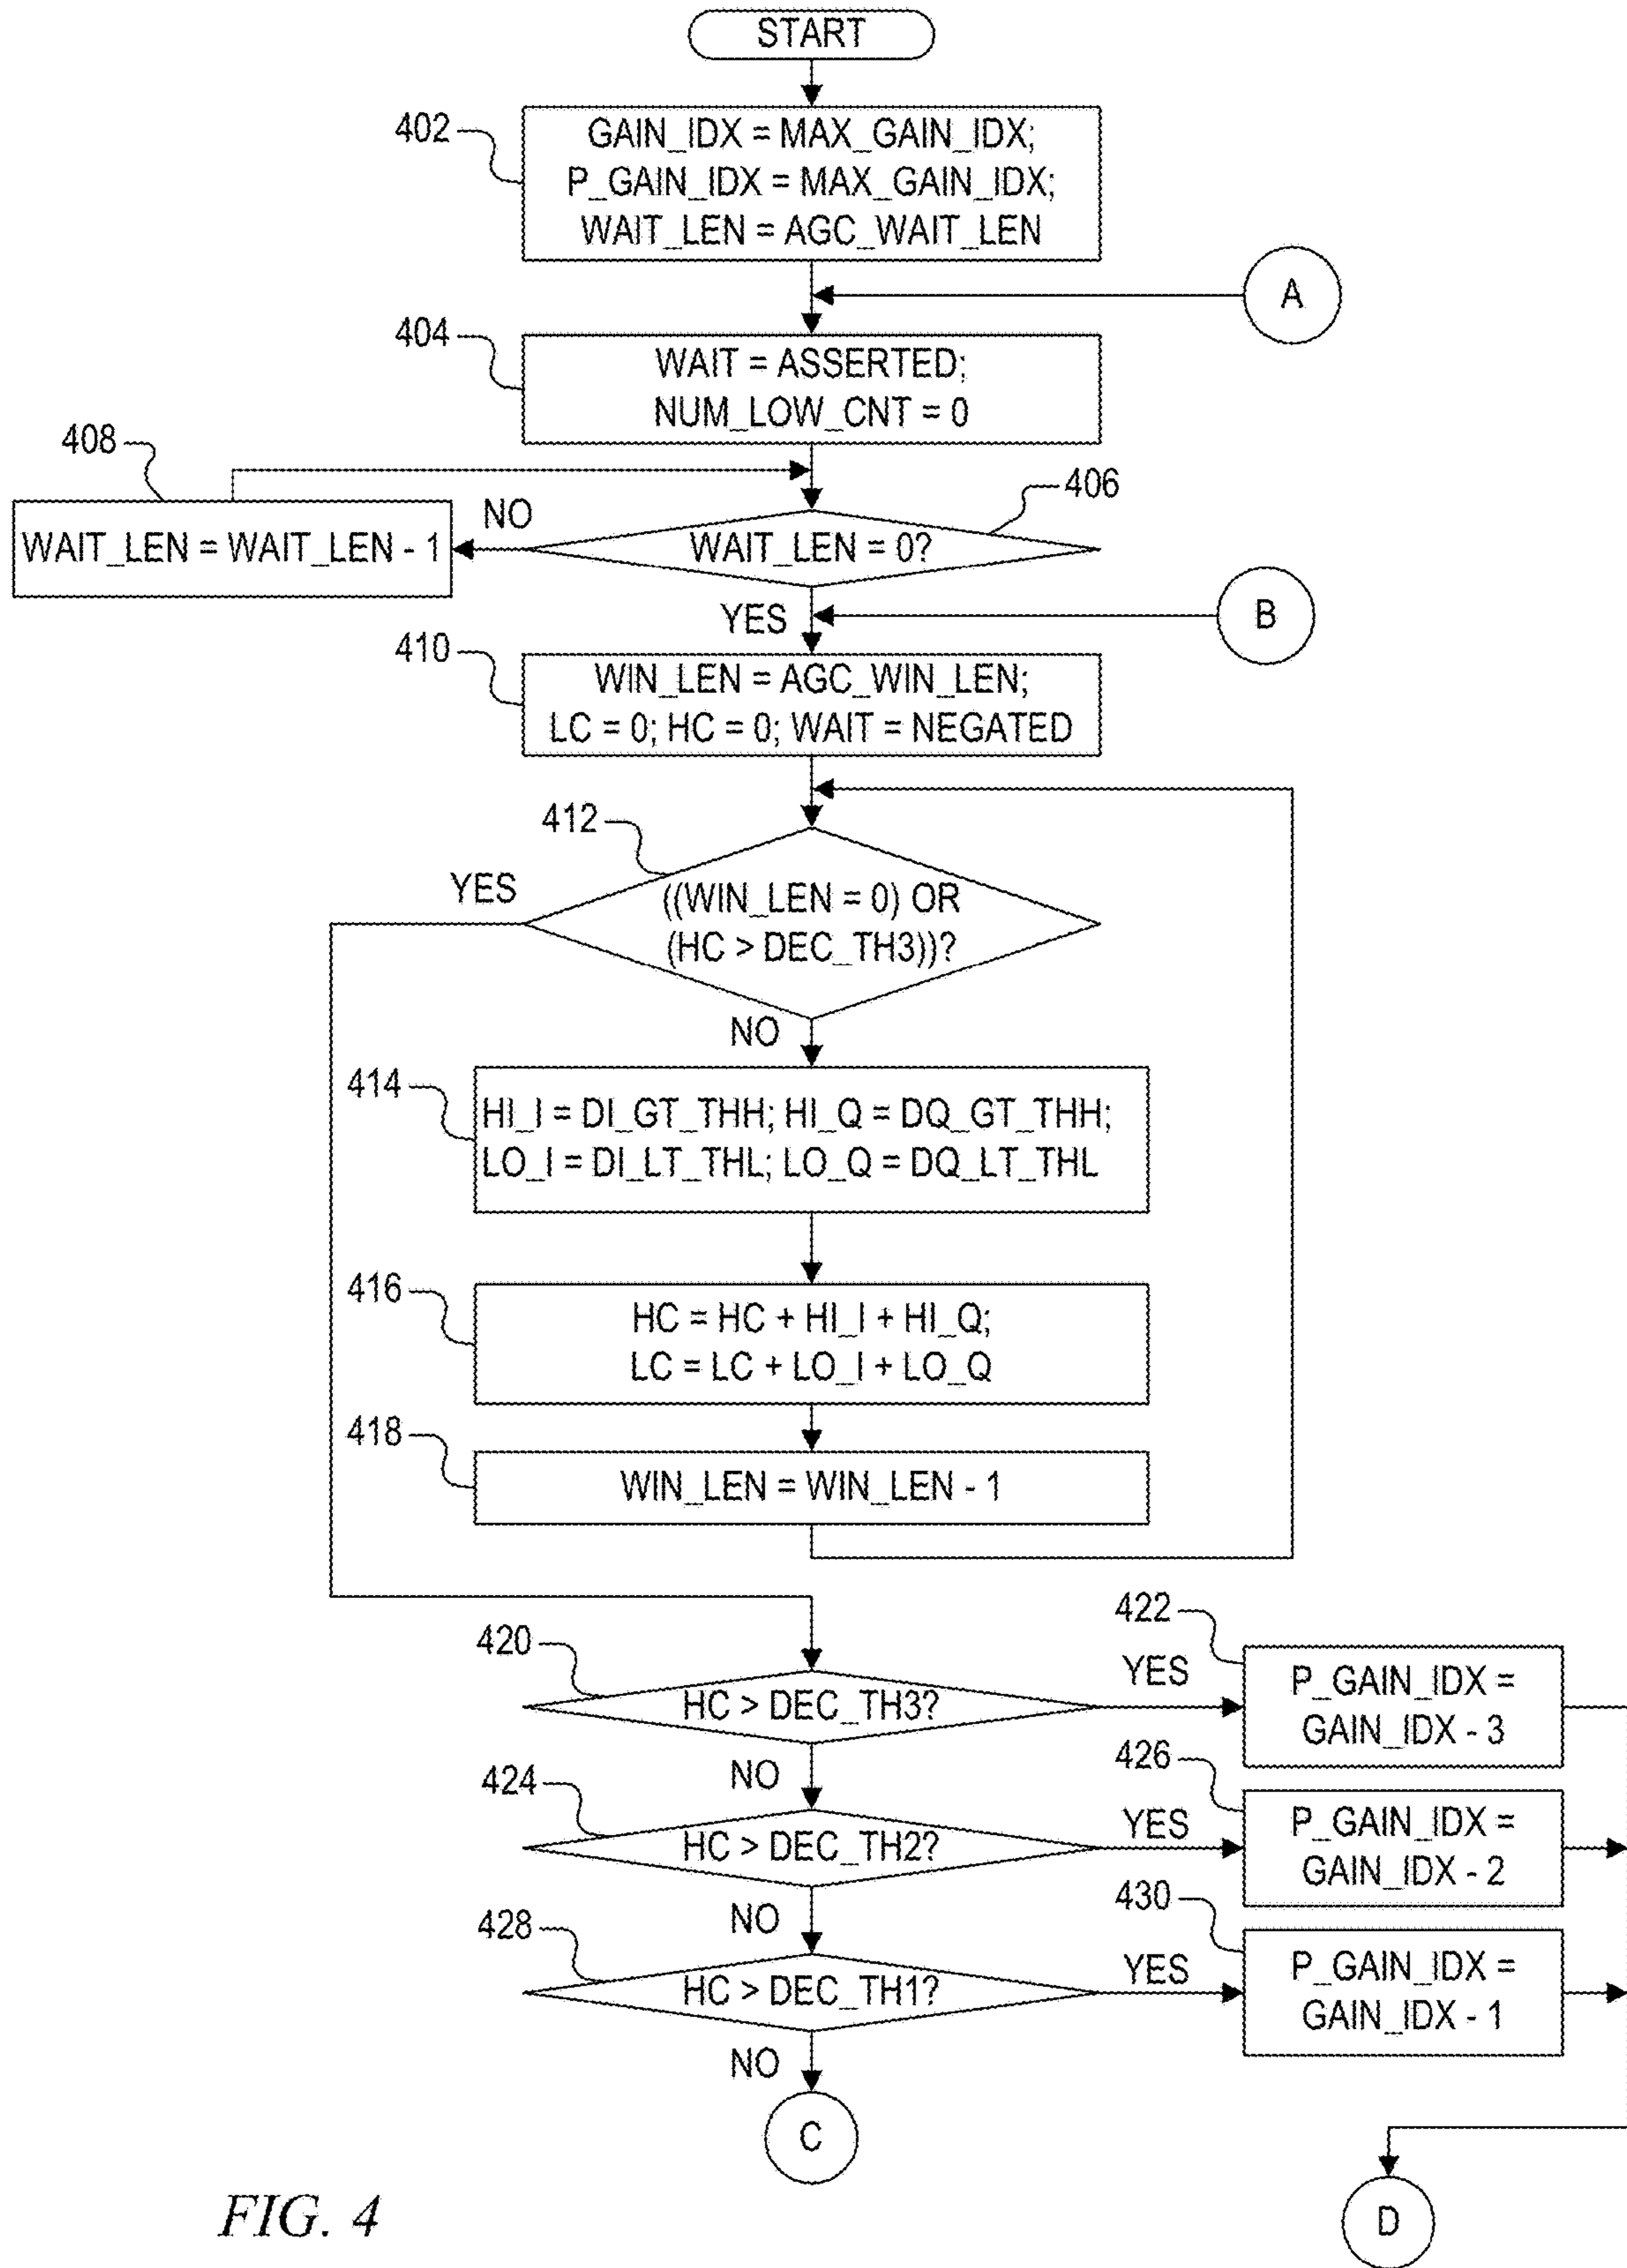 START
402
GAIN_IDX = MAX_GAIN_IDX;
P_GAIN_IDX = MAX_GAIN_IDX;
WAIT_LEN = AGC_WAIT_LEN
A
404
WAIT = ASSERTED;
NUM_LOW_CNT = 0
408
406
NO
WAIT_LEN = WAIT_LEN - 1
WAIT_LEN = 0?
YES
B
410
WIN_LEN = AGC_WIN_LEN;
LC = 0; HC = 0; WAIT = NEGATED
412
YES
((WIN_LEN = 0) OR
(HC > DEC_TH3))?
NO
414
HI_I = DI_GT_THH; HI_Q = DQ_GT_THH;
LO_I = DI_LT_THL; LO_Q = DQ_LT_THL
416
HC = HC + HI_I + HI_Q;
LC = LC + LO_I + LO_Q
418
WIN_LEN = WIN_LEN - 1
420
HC > DEC_TH3?
YES
422
P_GAIN_IDX =
GAIN_IDX - 3
NO
424
HC > DEC_TH2?
YES
426
P_GAIN_IDX =
GAIN_IDX - 2
NO
428
HC > DEC_TH1?
YES
430
P_GAIN_IDX =
GAIN_IDX - 1
NO
C
D
FIG. 4